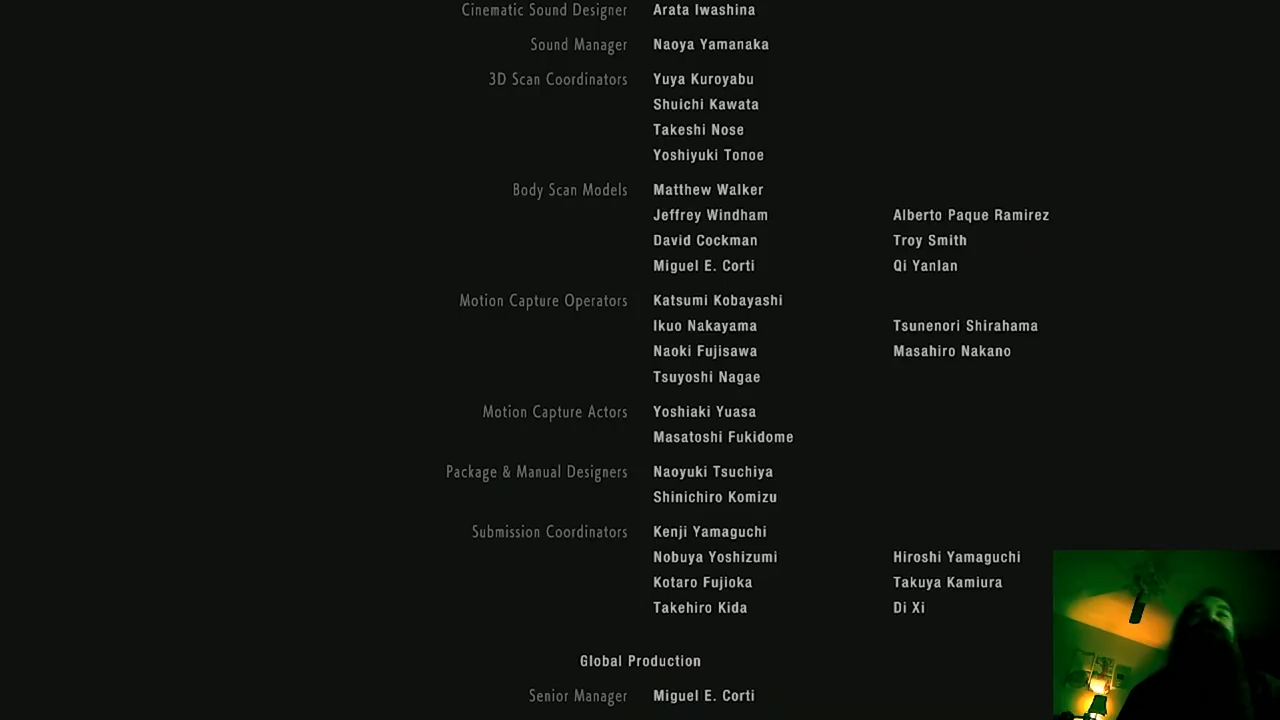 Cinematic Sound Designer Arata Iwashina
Sound Manager Naoya Yamanaka
3D Scan Coordinators Yuya Kuroyabu
Shuichi Kawata
Takeshi Nose
Yoshiyuki Tonoe
Body Scan Models Matthew Walker
Jeffrey Windham Alberto Paque Ramirez
David Cockman Troy Smith
Miguel E. Corti Qi Yanlan
Motion Capture Operators Katsumi Kobayashi
Ikuo Nakayama Tsunenori Shirahama
Naoki Fujisawa Masahiro Nakano
Tsuyoshi Nagae
Motion Capture Actors Yoshiaki Yuasa
Masatoshi Fukidome
Package & Manual Designers Naoyuki Tsuchiya
Shinichiro Komizu
Submission Coordinators Kenji Yamaguchi
Nobuya Yoshizumi Hiroshi Yamaguchi
Kotaro Fujioka Takuya Kamiura
Takehiro Kida Di Xi
Global Production
Senior Manager Miguel E. Corti